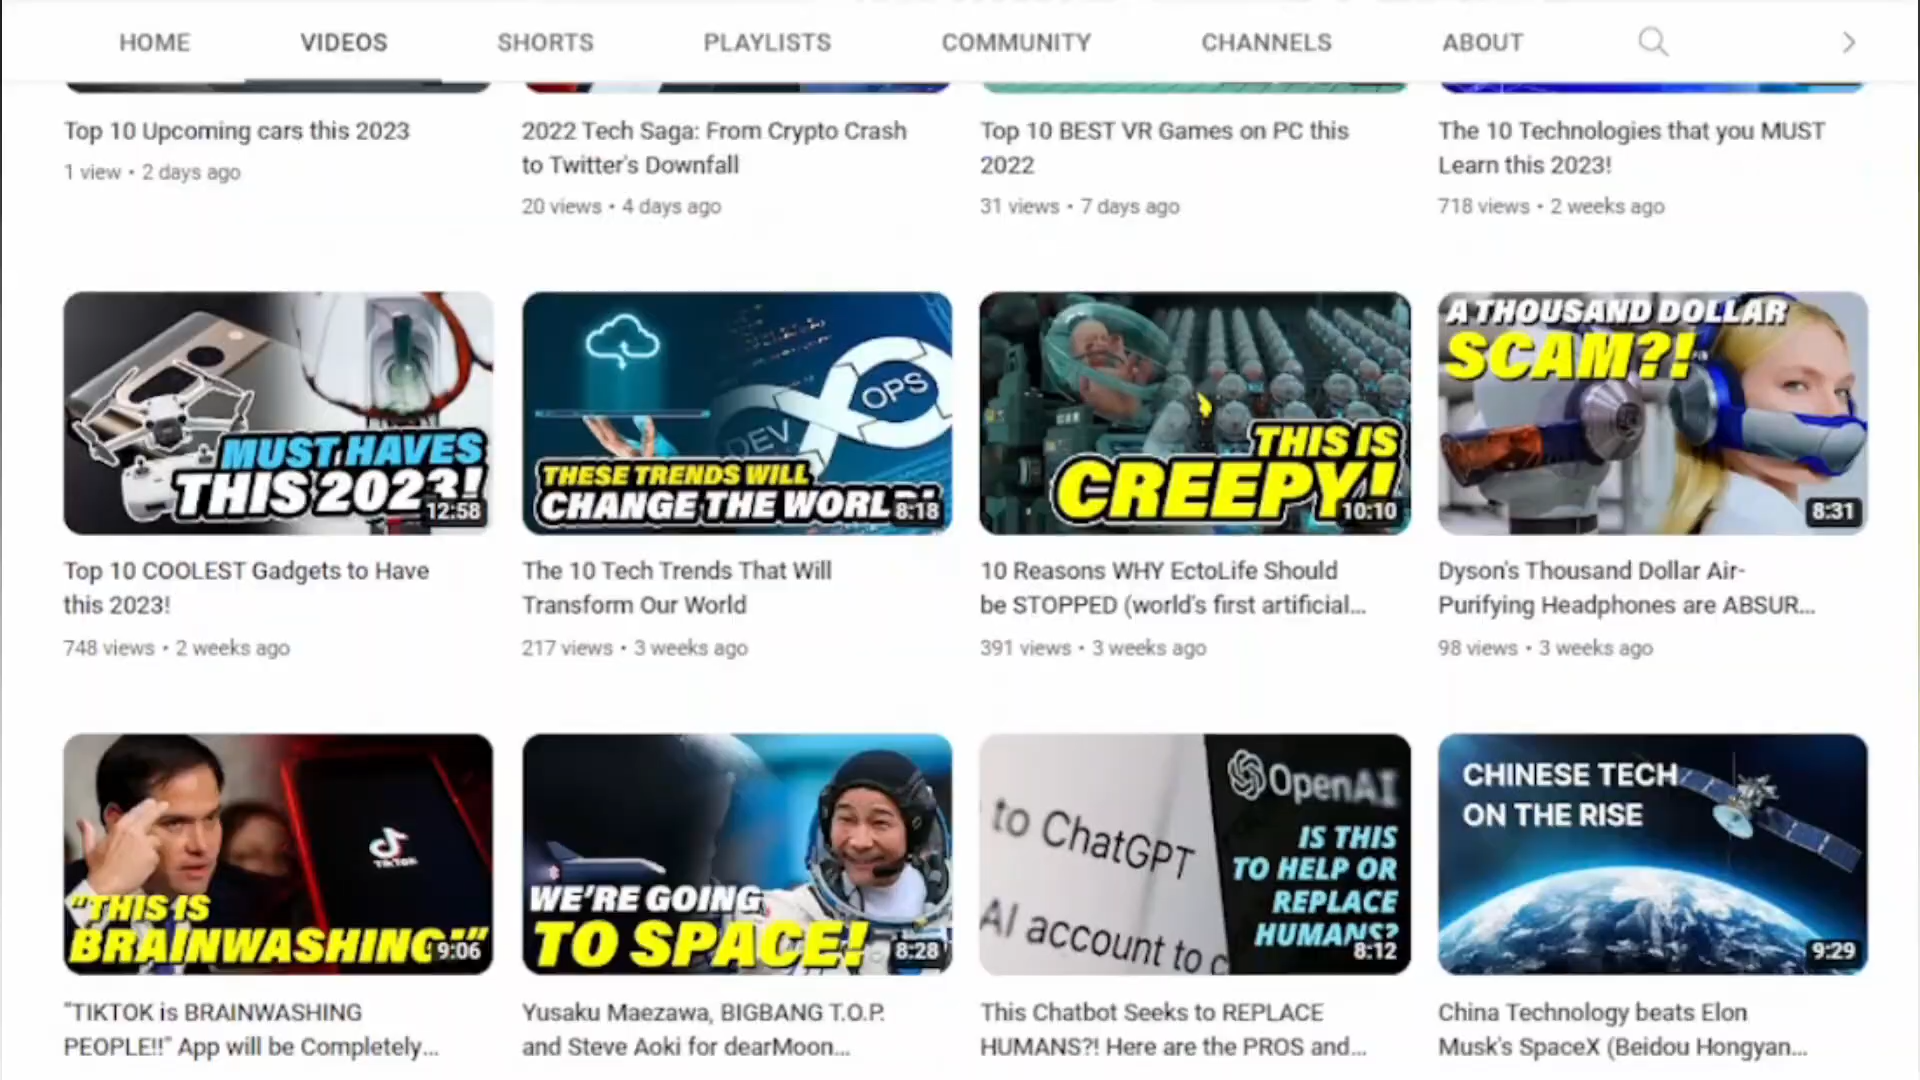 HOME VIDEOS SHORTS PLAYLISTS COMMUNITY CHANNELS ABOUT
Top 10 Upcoming cars this 2023
1 view • 2 days ago
2022 Tech Saga: From Crypto Crash
to Twitter's Downfall
20 views • 4 days ago
Top 10 BEST VR Games on PC this
2022
31 views • 7 days ago
The 10 Technologies that you MUST
Learn this 2023!
718 views • 2 weeks ago
MUST HAVES
THIS 2023!
12:58
Top 10 COOLEST Gadgets to Have
this 2023!
748 views • 2 weeks ago
DEV
OPS
THESE TRENDS WILL
CHANGE THE WORL
8:18
The 10 Tech Trends That Will
Transform Our World
217 views • 3 weeks ago
THIS IS
CREEPY!
10:10
10 Reasons WHY EctoLife Should
be STOPPED (world's first artificial...
391 views • 3 weeks ago
A THOUSAND DOLLAR
SCAM?!
8:31
Dyson's Thousand Dollar Air-
Purifying Headphones are ABSUR...
98 views • 3 weeks ago
TikTok
"THIS IS
BRAINWASHING!"
9:06
"TIKTOK is BRAINWASHING
PEOPLE!!" App will be Completely...
WE'RE GOING
TO SPACE!
8:28
Yusaku Maezawa, BIGBANG T.O.P.
and Steve Aoki for dearMoon...
to ChatGPT
AI account to c
OpenAI
IS THIS
TO HELP OR
REPLACE
HUMANS?
8:12
This Chatbot Seeks to REPLACE
HUMANS?! Here are the PROS and...
CHINESE TECH
ON THE RISE
9:29
China Technology beats Elon
Musk's SpaceX (Beidou Hongyan...